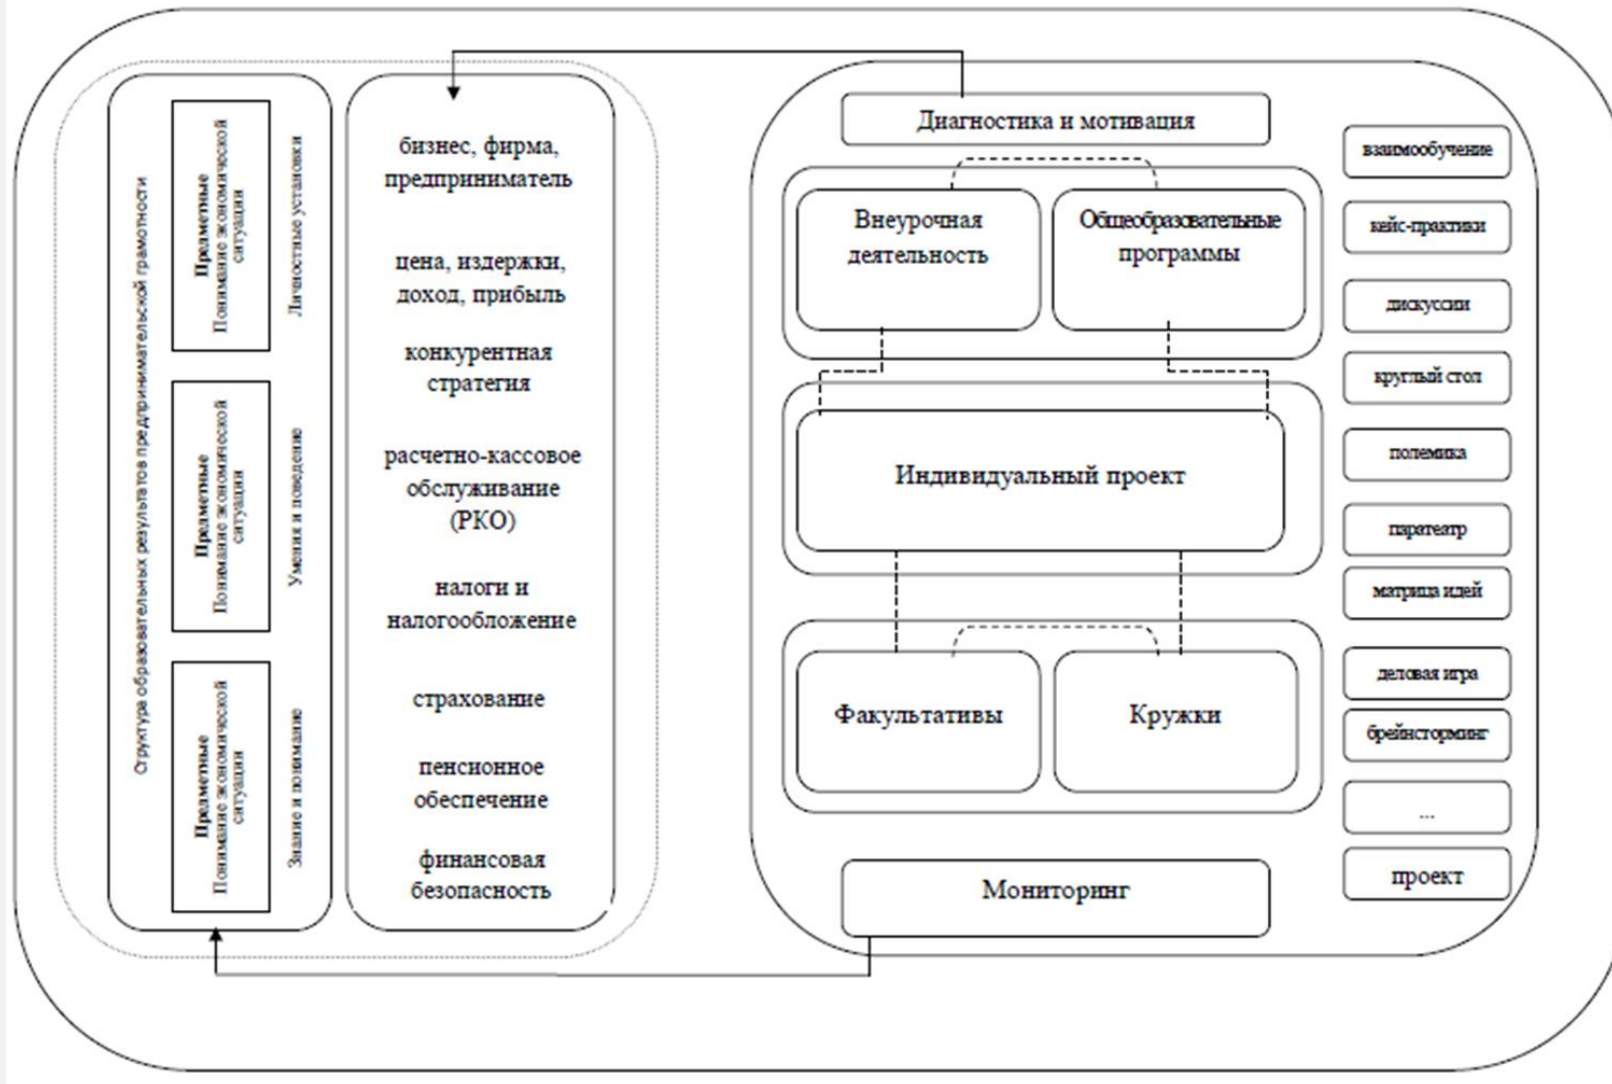 Структура образовательных результатов предпринимательской грамотности
Предметные
Понимание экономической
ситуации
Личностные установки
Предметные
Понимание экономической
ситуации
Умения и поведение
Предметные
Понимание экономической
ситуации
Знание и понимание
бизнес, фирма,
предприниматель
цена, издержки,
доход, прибыль
конкурентная
стратегия
расчетно-кассовое
обслуживание
(РКО)
налоги и
налогообложение
страхование
пенсионное
обеспечение
финансовая
безопасность
Диагностика и мотивация
Внеурочная
деятельность
Общеобразовательные
программы
Индивидуальный проект
Факультативы
Кружки
Мониторинг
взаимообучение
кейс-практики
дискуссии
круглый стол
полемика
паратеатр
матрица идей
деловая игра
брейнсторминг
...
проект